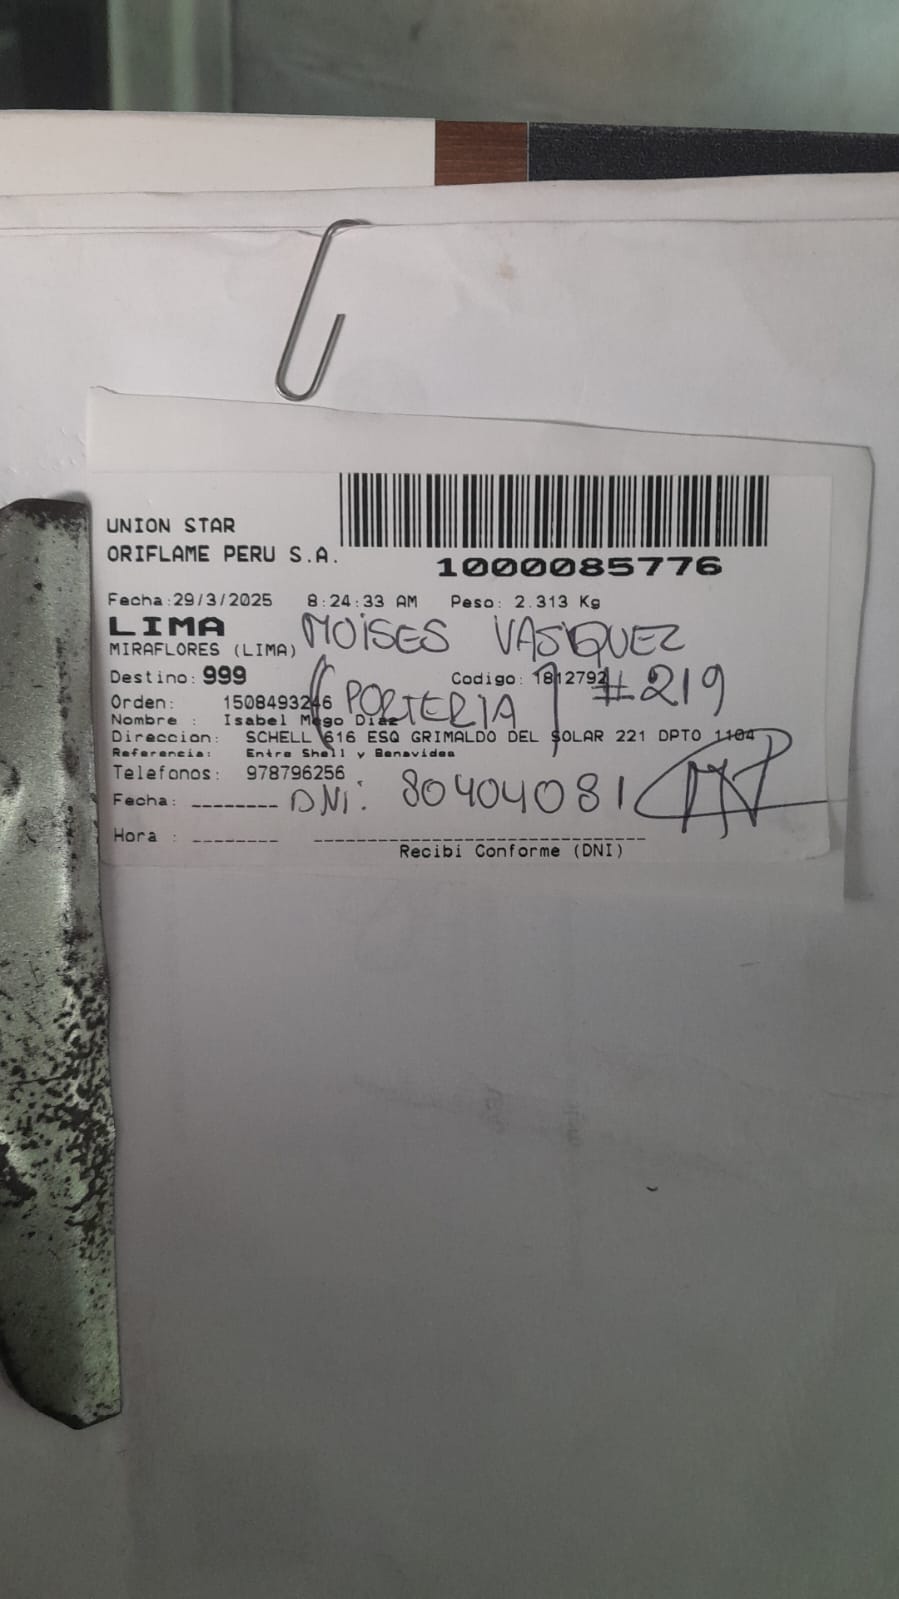 UNION STAR
ORIFLAME PERU S.A.
1000085776
Fecha:29/3/2025 8:24:33 AM Peso: 2.313 Kg
LIMA MOISES VASQUEZ
MIRAFLORES (LIMA)
Destino: 999 Codigo: 1812792 #219
Orden: 1508493246 (PORTERIA)
Nombre : Isabel Mego Diaz
Direccion: SCHELL 616 ESQ GRIMALDO DEL SOLAR 221 DPTO 1104
Referencia: Entre Shell y Benavides
Telefonos: 978796256
Fecha: -------- DNI: 80404081
Hora : --------
Recibi Conforme (DNI)